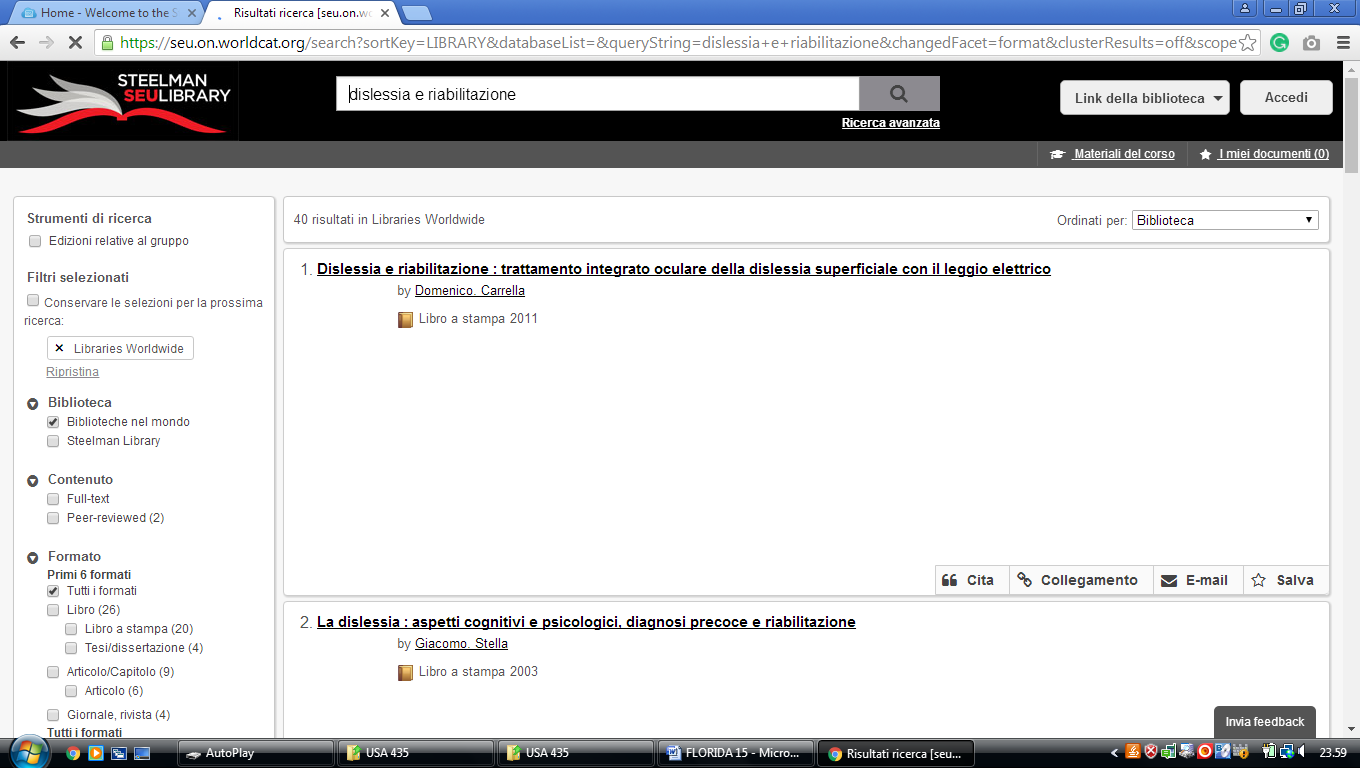 Home - Welcome to the S
Risultati ricerca [seu.on.wo
https://seu.on.worldcat.org/search?sortKey=LIBRARY&databaseList=&queryString=dislessia+e+riabilitazione&changedFacet=format&clusterResults=off&scope
STEELMAN
SEULIBRARY
dislessia e riabilitazione
Ricerca avanzata
Link della biblioteca
Accedi
Materiali del corso
I miei documenti (0)
Strumenti di ricerca
Edizioni relative al gruppo
Filtri selezionati
Conservare le selezioni per la prossima
ricerca:
Libraries Worldwide
Ripristina
Biblioteca
Biblioteche nel mondo
Steelman Library
Contenuto
Full-text
Peer-reviewed (2)
Formato
Primi 6 formati
Tutti i formati
Libro (26)
Libro a stampa (20)
Tesi/dissertazione (4)
Articolo/Capitolo (9)
Articolo (6)
Giornale, rivista (4)
Tutti i formati
40 risultati in Libraries Worldwide
Ordinati per: Biblioteca
1. Dislessia e riabilitazione : trattamento integrato oculare della dislessia superficiale con il leggio elettrico
by Domenico. Carrella
Libro a stampa 2011
Cita
Collegamento
E-mail
Salva
2. La dislessia : aspetti cognitivi e psicologici, diagnosi precoce e riabilitazione
by Giacomo. Stella
Libro a stampa 2003
Invia feedback
AutoPlay
USA 435
USA 435
FLORIDA 15 - Micro...
Risultati ricerca [seu...
23.59